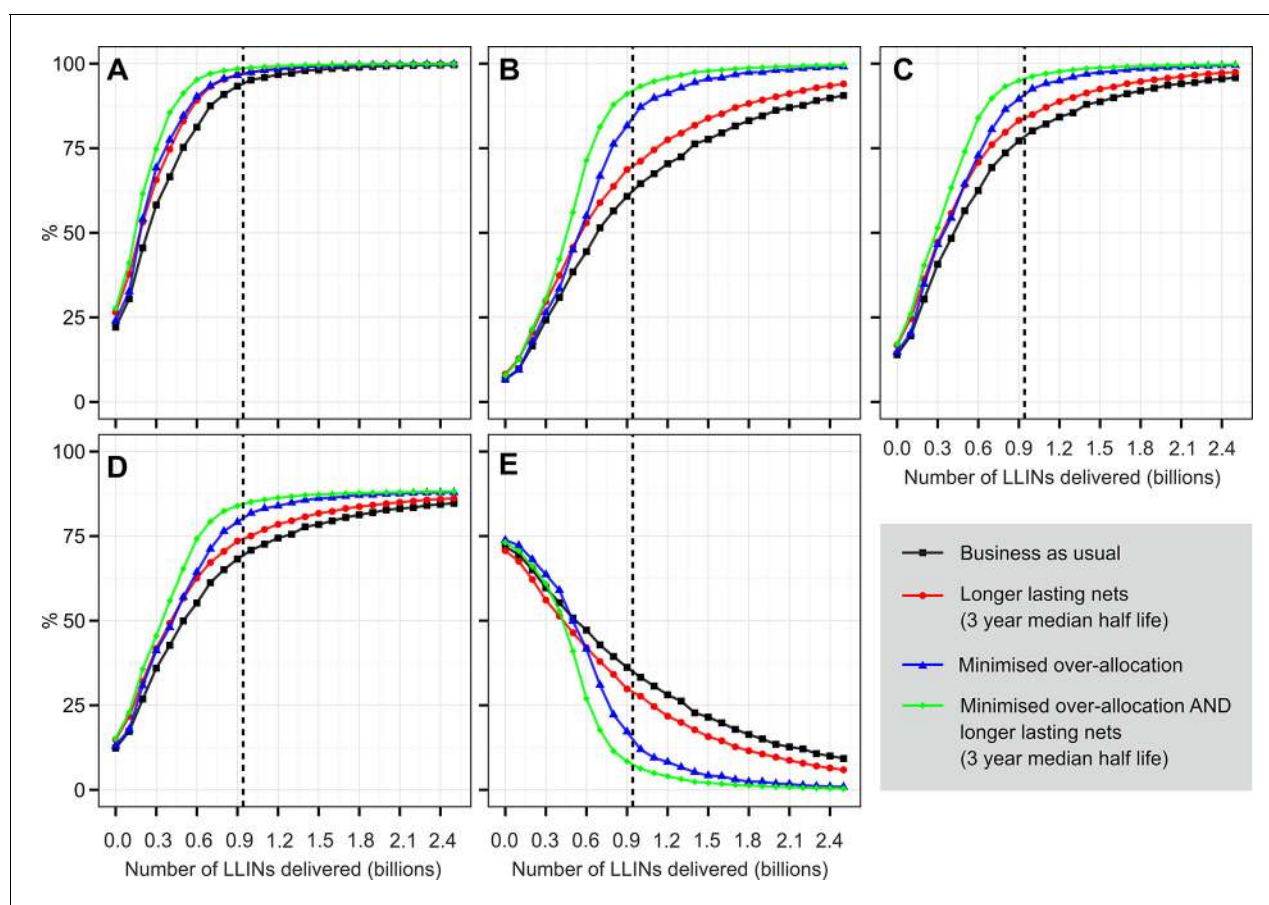 A
B
C
100
75
50
25
0
%
0.0 0.3 0.6 0.9 1.2 1.5 1.8 2.1 2.4
Number of LLINs delivered (billions)
D
E
100
75
50
25
0
%
0.0 0.3 0.6 0.9 1.2 1.5 1.8 2.1 2.4
Number of LLINs delivered (billions)
0.0 0.3 0.6 0.9 1.2 1.5 1.8 2.1 2.4
Number of LLINs delivered (billions)
Business as usual
Longer lasting nets
(3 year median half life)
Minimised over-allocation
Minimised over-allocation AND
longer lasting nets
(3 year median half life)